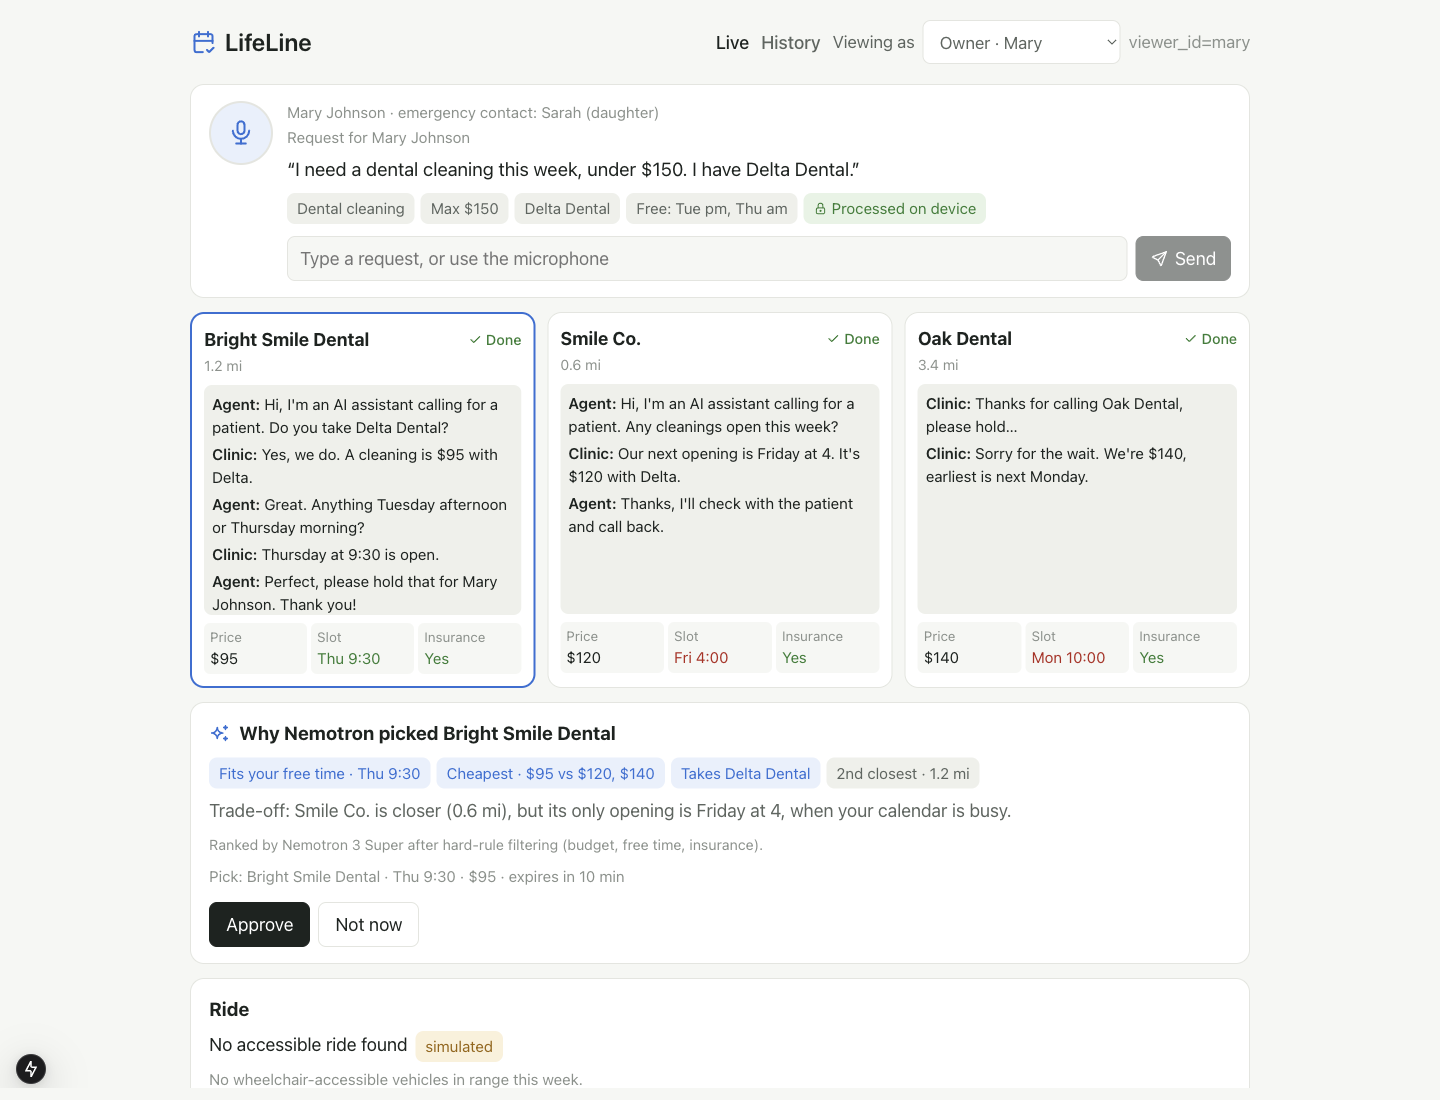 LifeLine
Live History Viewing as Owner · Mary viewer_id=mary
Mary Johnson · emergency contact: Sarah (daughter)
Request for Mary Johnson
“I need a dental cleaning this week, under $150. I have Delta Dental.”
Dental cleaning Max $150 Delta Dental Free: Tue pm, Thu am Processed on device
Type a request, or use the microphone Send
Bright Smile Dental Done
1.2 mi
Agent: Hi, I'm an AI assistant calling for a
patient. Do you take Delta Dental?
Clinic: Yes, we do. A cleaning is $95 with
Delta.
Agent: Great. Anything Tuesday afternoon
or Thursday morning?
Clinic: Thursday at 9:30 is open.
Agent: Perfect, please hold that for Mary
Johnson. Thank you!
Price Slot Insurance
$95 Thu 9:30 Yes
Smile Co. Done
0.6 mi
Agent: Hi, I'm an AI assistant calling for a
patient. Any cleanings open this week?
Clinic: Our next opening is Friday at 4. It's
$120 with Delta.
Agent: Thanks, I'll check with the patient
and call back.
Price Slot Insurance
$120 Fri 4:00 Yes
Oak Dental Done
3.4 mi
Clinic: Thanks for calling Oak Dental,
please hold...
Clinic: Sorry for the wait. We're $140,
earliest is next Monday.
Price Slot Insurance
$140 Mon 10:00 Yes
Why Nemotron picked Bright Smile Dental
Fits your free time · Thu 9:30 Cheapest · $95 vs $120, $140 Takes Delta Dental 2nd closest · 1.2 mi
Trade-off: Smile Co. is closer (0.6 mi), but its only opening is Friday at 4, when your calendar is busy.
Ranked by Nemotron 3 Super after hard-rule filtering (budget, free time, insurance).
Pick: Bright Smile Dental · Thu 9:30 · $95 · expires in 10 min
Approve Not now
Ride
No accessible ride found simulated
No wheelchair-accessible vehicles in range this week.